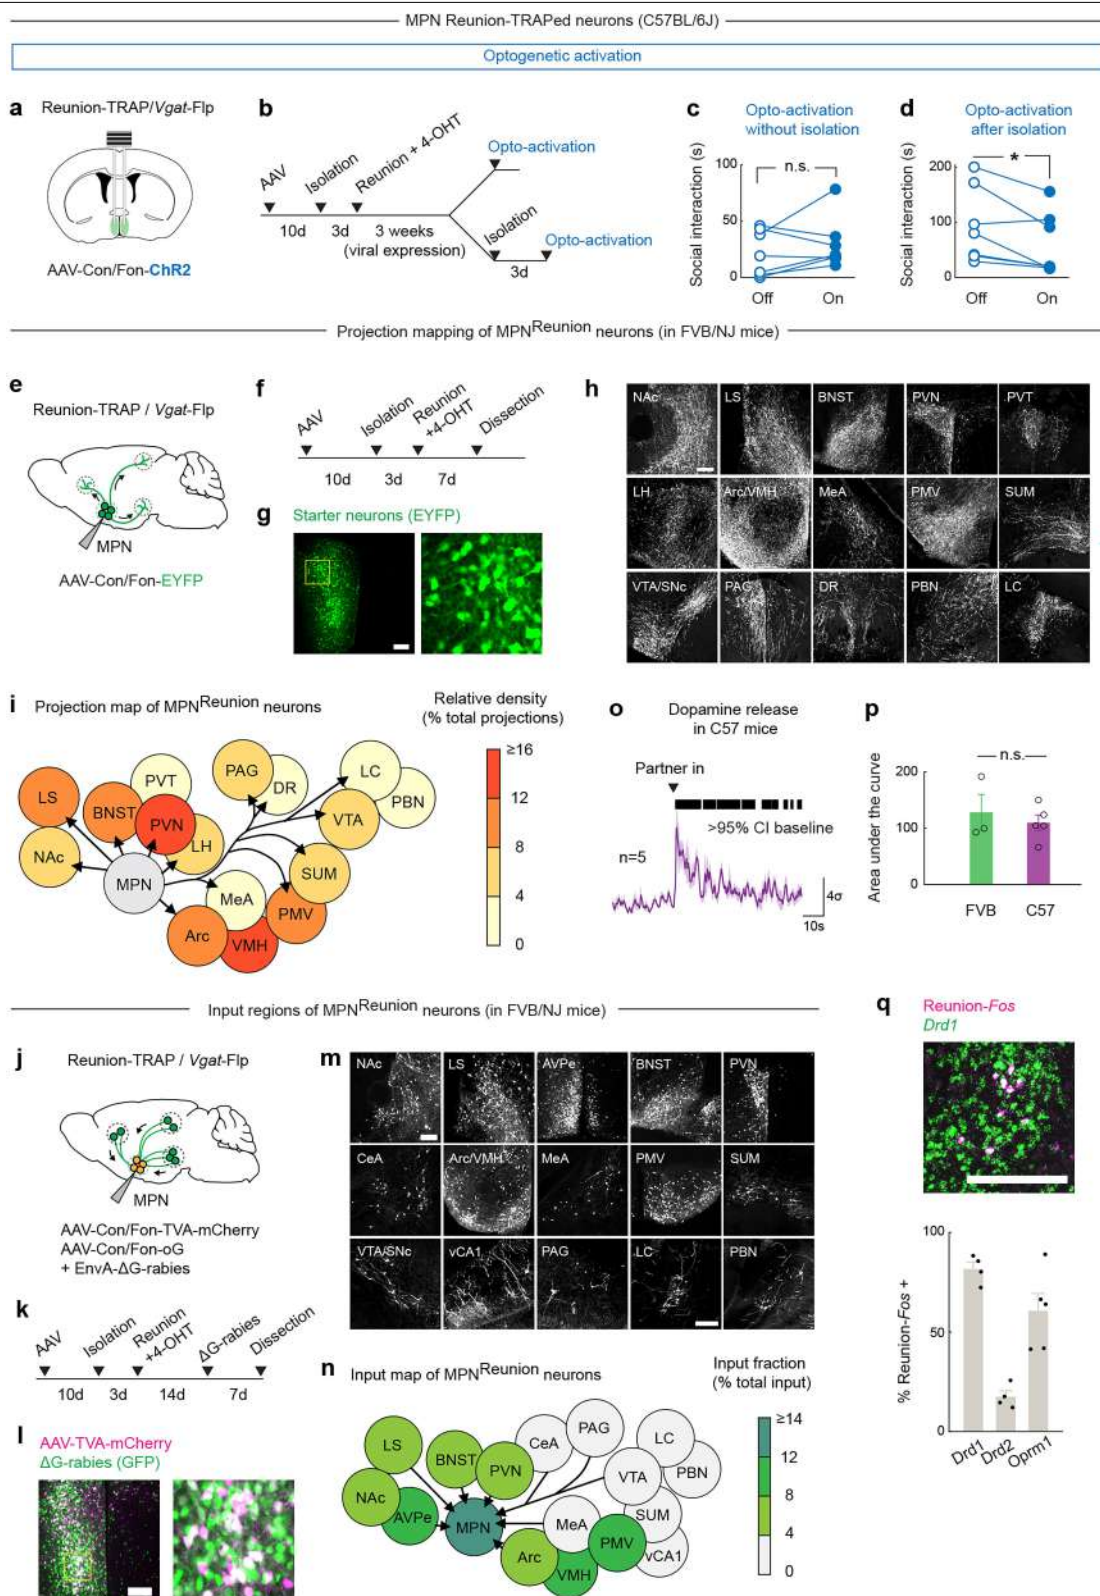 MPN Reunion-TRAPed neurons (C57BL/6J)
Optogenetic activation
a
Reunion-TRAP/Vgat-Flp
AAV-Con/Fon-ChR2
b
AAV
Isolation
Reunion + 4-OHT
Opto-activation
10d
3d
3 weeks
(viral expression)
Isolation
Opto-activation
3d
c
Opto-activation
without isolation
Social interaction (s)
100
50
0
n.s.
Off
On
d
Opto-activation
after isolation
Social interaction (s)
200
100
0
*
Off
On
Projection mapping of MPNReunion neurons (in FVB/NJ mice)
e
Reunion-TRAP / Vgat-Flp
MPN
AAV-Con/Fon-EYFP
f
AAV
Isolation
Reunion
+4-OHT
Dissection
10d
3d
7d
g
Starter neurons (EYFP)
h
NAc
LS
BNST
PVN
PVT
LH
Arc/VMH
MeA
PMV
SUM
VTA/SNc
PAG
DR
PBN
LC
i
Projection map of MPNReunion neurons
Relative density
(% total projections)
≥16
12
8
4
0
LS
NAc
BNST
PVT
PVN
LH
MPN
PAG
DR
LC
PBN
VTA
SUM
MeA
PMV
Arc
VMH
o
Dopamine release
in C57 mice
Partner in
>95% CI baseline
n=5
4σ
10s
p
n.s.
Area under the curve
200
100
0
FVB
C57
Input regions of MPNReunion neurons (in FVB/NJ mice)
j
Reunion-TRAP / Vgat-Flp
MPN
AAV-Con/Fon-TVA-mCherry
AAV-Con/Fon-oG
+ EnvA-ΔG-rabies
k
AAV
Isolation
Reunion
+4-OHT
ΔG-rabies
Dissection
10d
3d
14d
7d
l
AAV-TVA-mCherry
ΔG-rabies (GFP)
m
NAc
LS
AVPe
BNST
PVN
CeA
Arc/VMH
MeA
PMV
SUM
VTA/SNc
vCA1
PAG
LC
PBN
n
Input map of MPNReunion neurons
Input fraction
(% total input)
≥14
12
8
4
0
LS
NAc
AVPe
BNST
PVN
CeA
PAG
LC
PBN
VTA
MPN
MeA
SUM
PMV
vCA1
Arc
VMH
q
Reunion-Fos
Drd1
% Reunion-Fos +
100
50
0
Drd1
Drd2
Oprm1